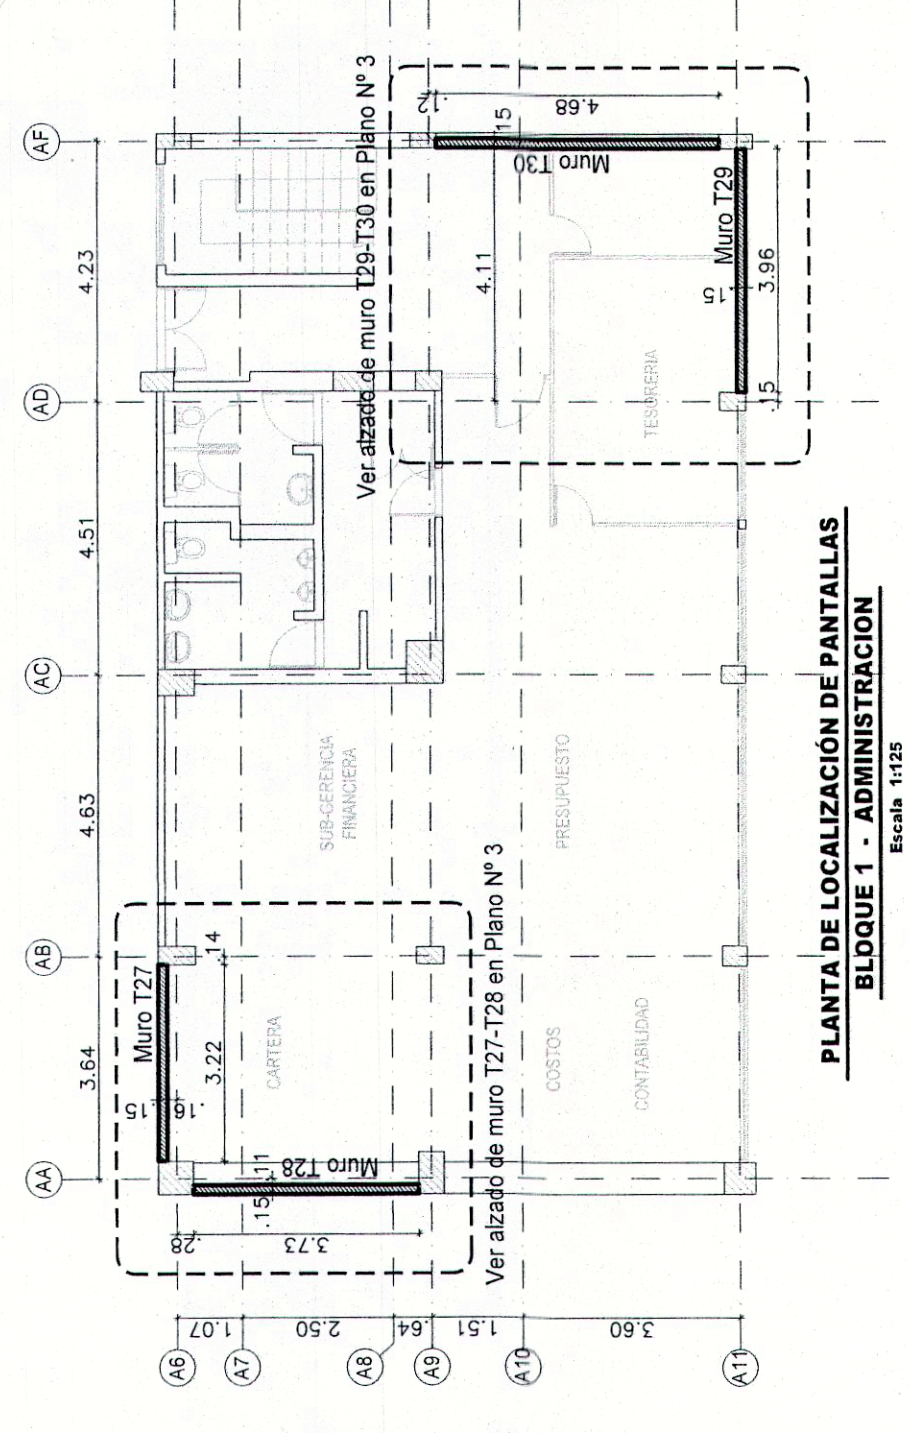 AF
AD
AC
AB
AA
4.23
4.51
4.63
3.64
A6
A7
A8
A9
A10
A11
1.07
2.50
.64
1.51
3.60
Ver alzado de muro T29-T30 en Plano Nº 3
.12
4.68
15
Muro T30
4.11
Muro T29
.15
3.96
.15
TESORERIA
SUB-GERENCIA
FINANCIERA
PRESUPUESTO
Muro T27
14
3.22
.15
.16
CARTERA
11
Muro T28
.15
.28
3.73
Ver alzado de muro T27-T28 en Plano Nº 3
COSTOS
CONTABILIDAD
PLANTA DE LOCALIZACIÓN DE PANTALLAS
BLOQUE 1 - ADMINISTRACION
Escala 1:125